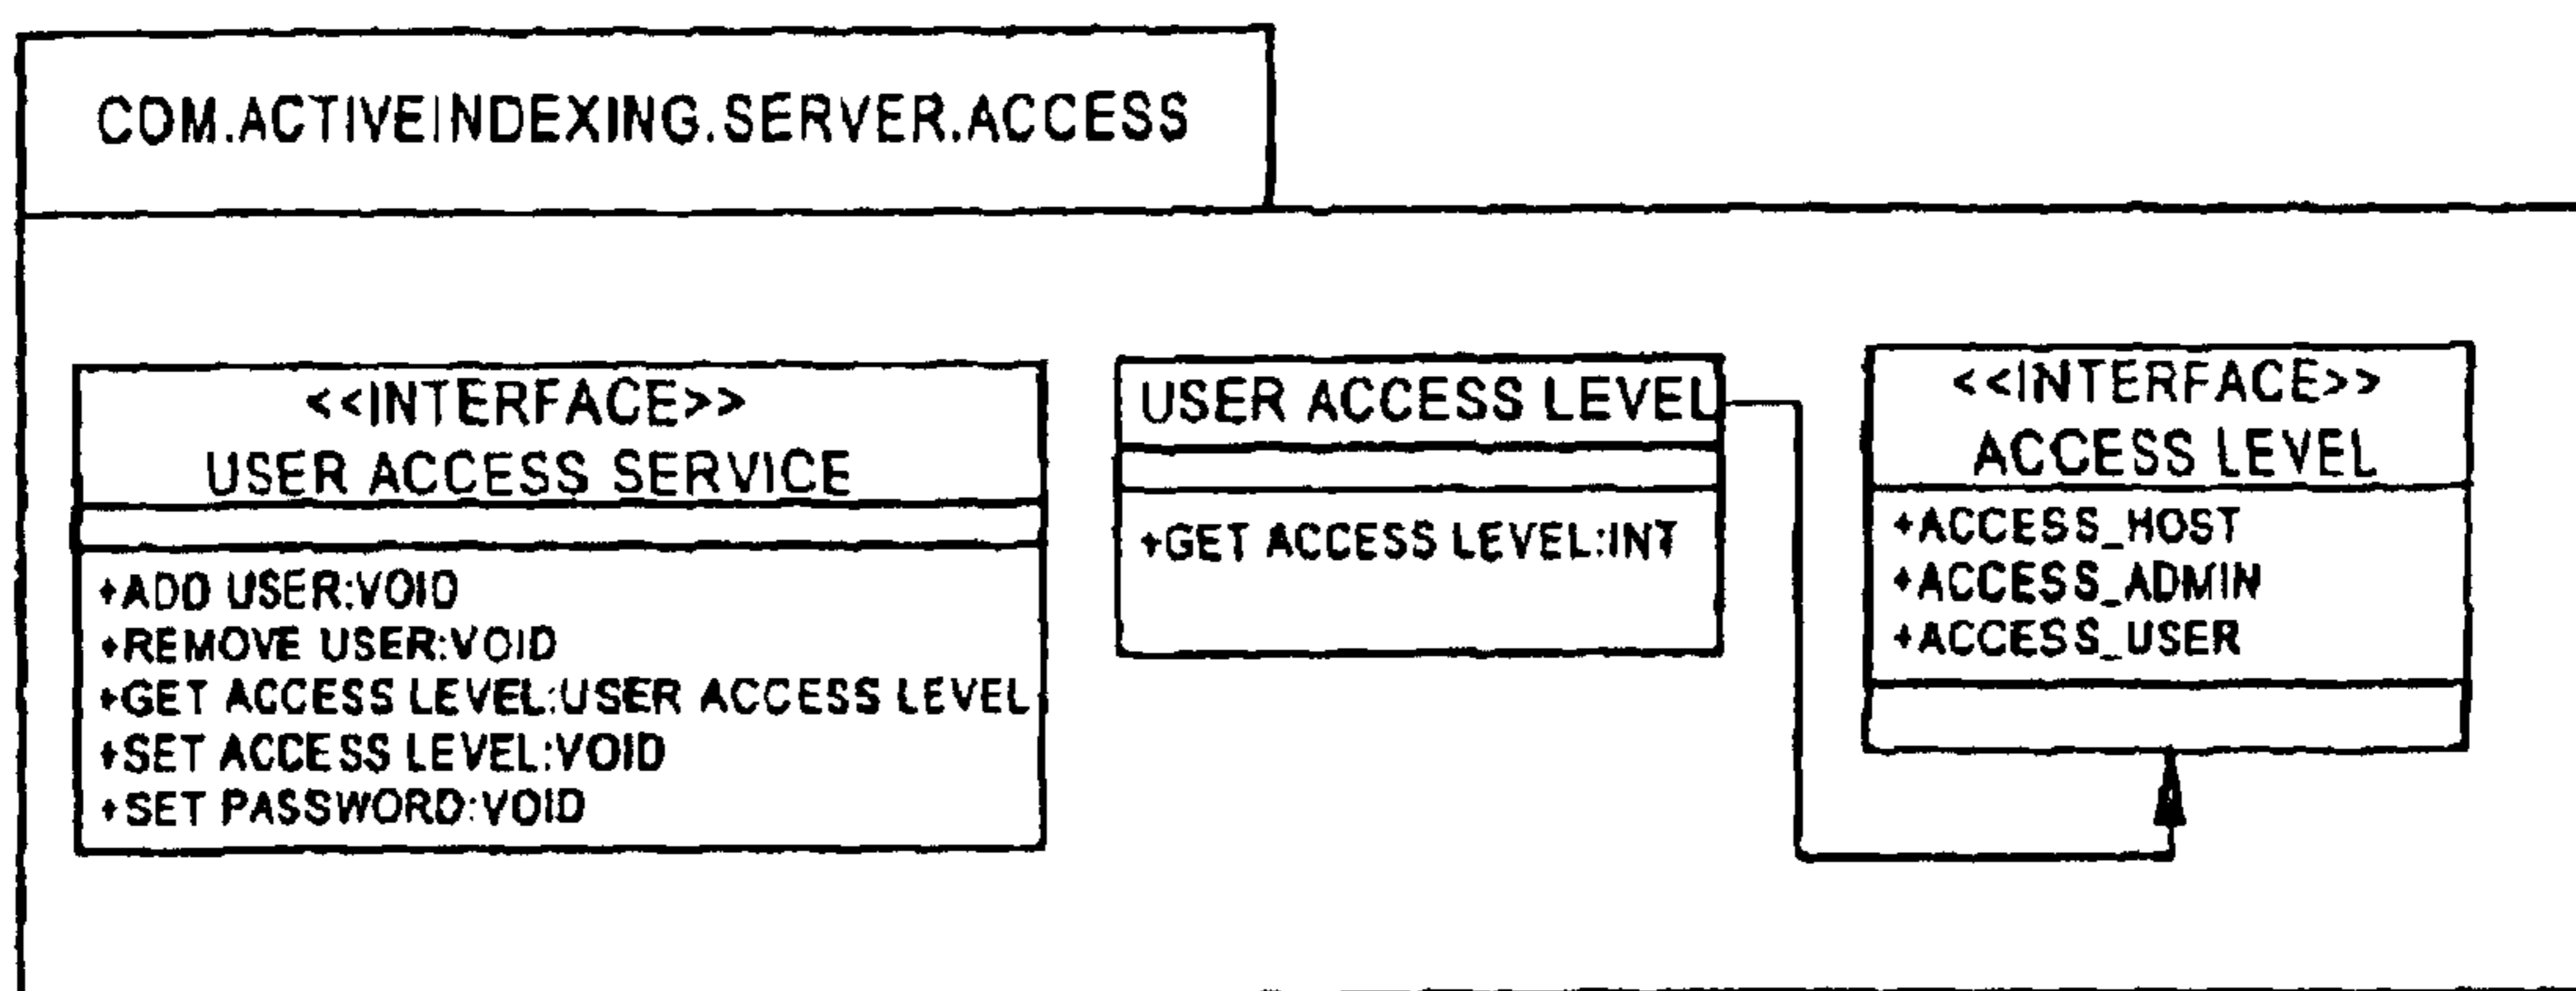 COM.ACTIVEINDEXING.SERVER.ACCESS
<<INTERFACE>>
USER ACCESS SERVICE
+ADD USER:VOID
+REMOVE USER:VOID
+GET ACCESS LEVEL:USER ACCESS LEVEL
+SET ACCESS LEVEL:VOID
+SET PASSWORD:VOID
USER ACCESS LEVEL
+GET ACCESS LEVEL:INT
<<INTERFACE>>
ACCESS LEVEL
+ACCESS_HOST
+ACCESS_ADMIN
+ACCESS_USER